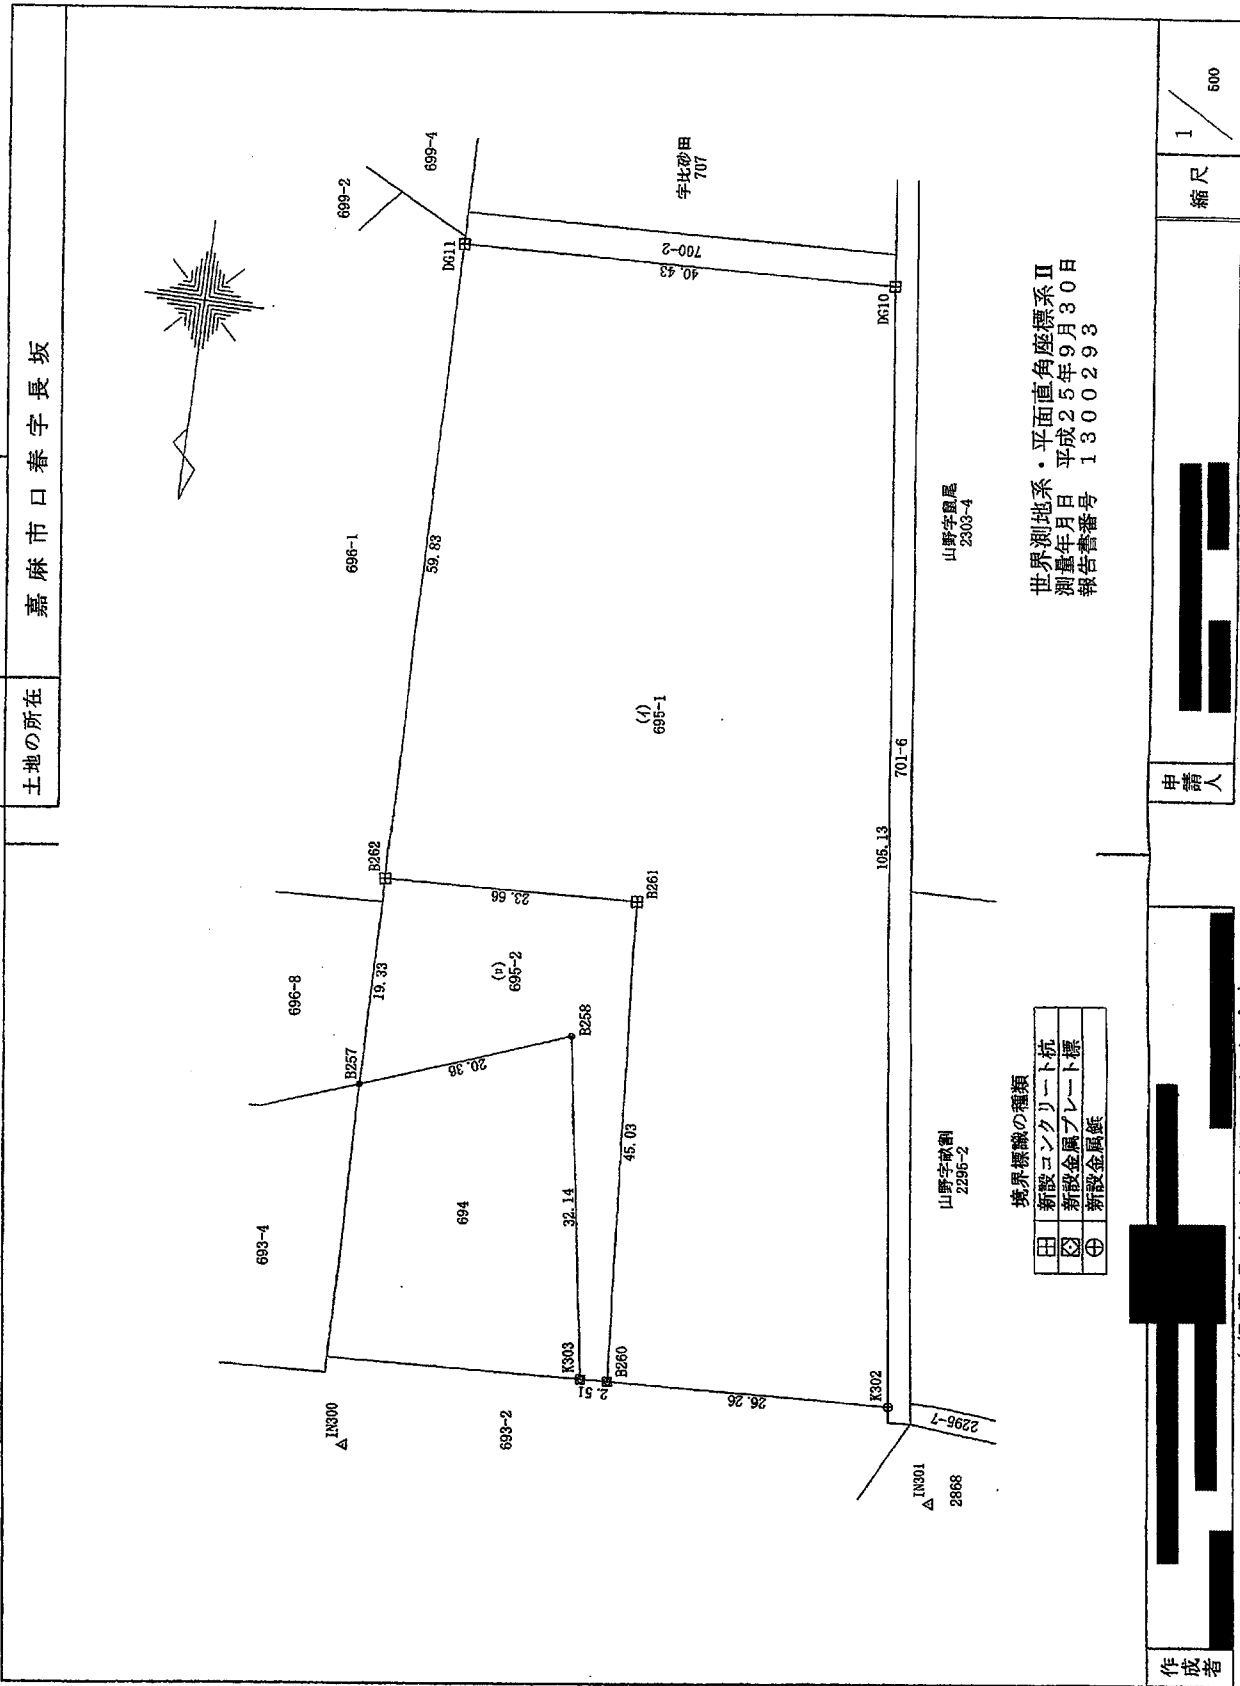 土地の所在
嘉麻市口春字長坂
699-4
699-2
DG11
字比砂田
707
700-2
40.43
DG10
696-1
59.83
(イ)
695-1
山野字鼠尾
2303-4
701-6
105.13
B262
23.66
B261
696-8
19.33
(ロ)
695-2
B257
20.36
B258
693-4
694
32.14
45.03
山野字畝割
2295-2
K303
2.51
B260
26.26
K302
2295-7
IN300
693-2
IN301
2868
世界測地系・平面直角座標系Ⅱ
測量年月日 平成25年9月30日
報告書番号 1300293
境界標識の種類
新設コンクリート杭
新設金属プレート標
新設金属鋲
作成者
申請人
縮尺
1/500